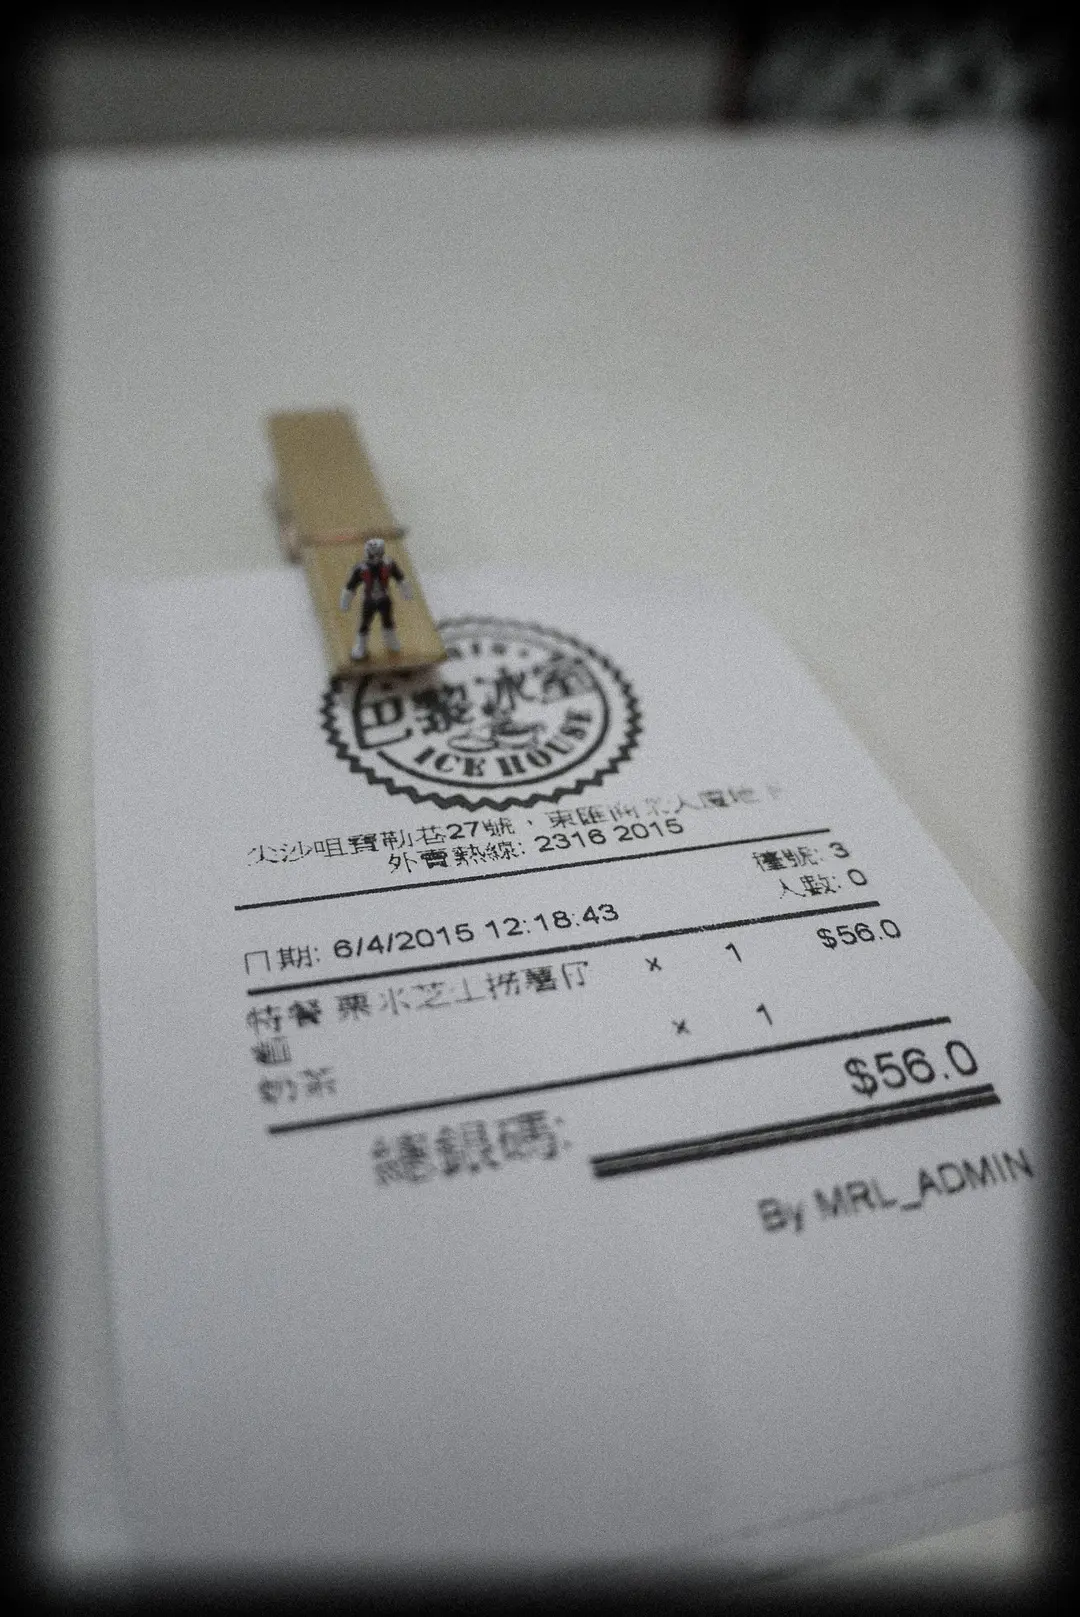 巴黎冰室
ICE HOUSE
尖沙咀寶勒巷27號，東匯商業大廈地
外賣熱線: 2316 2015
檯號: 3
人數: 0
日期: 6/4/2015 12:18:43
特餐 粟米芝士撈薯仔 x 1 $56.0
麵
奶茶 x 1
總銀碼: $56.0
By MRL_ADMIN